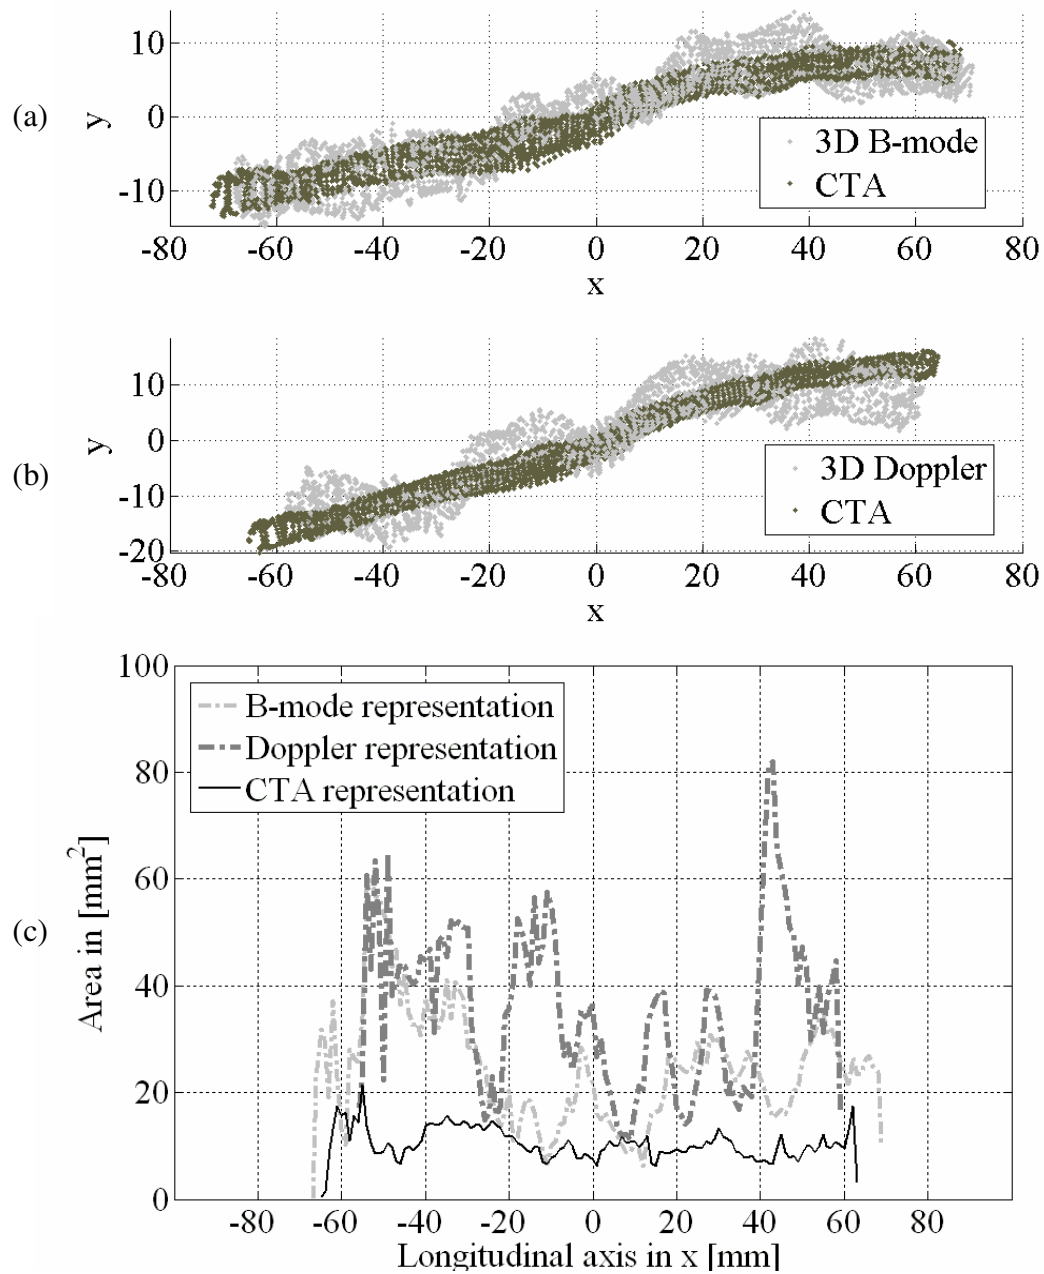 (a)
y
10
0
-10
3D B-mode
CTA
-80 -60 -40 -20 0 20 40 60 80
x
(b)
y
10
0
-10
-20
3D Doppler
CTA
-80 -60 -40 -20 0 20 40 60 80
x
(c)
Area in [mm²]
100
80
60
40
20
0
B-mode representation
Doppler representation
CTA representation
-80 -60 -40 -20 0 20 40 60 80
Longitudinal axis in x [mm]